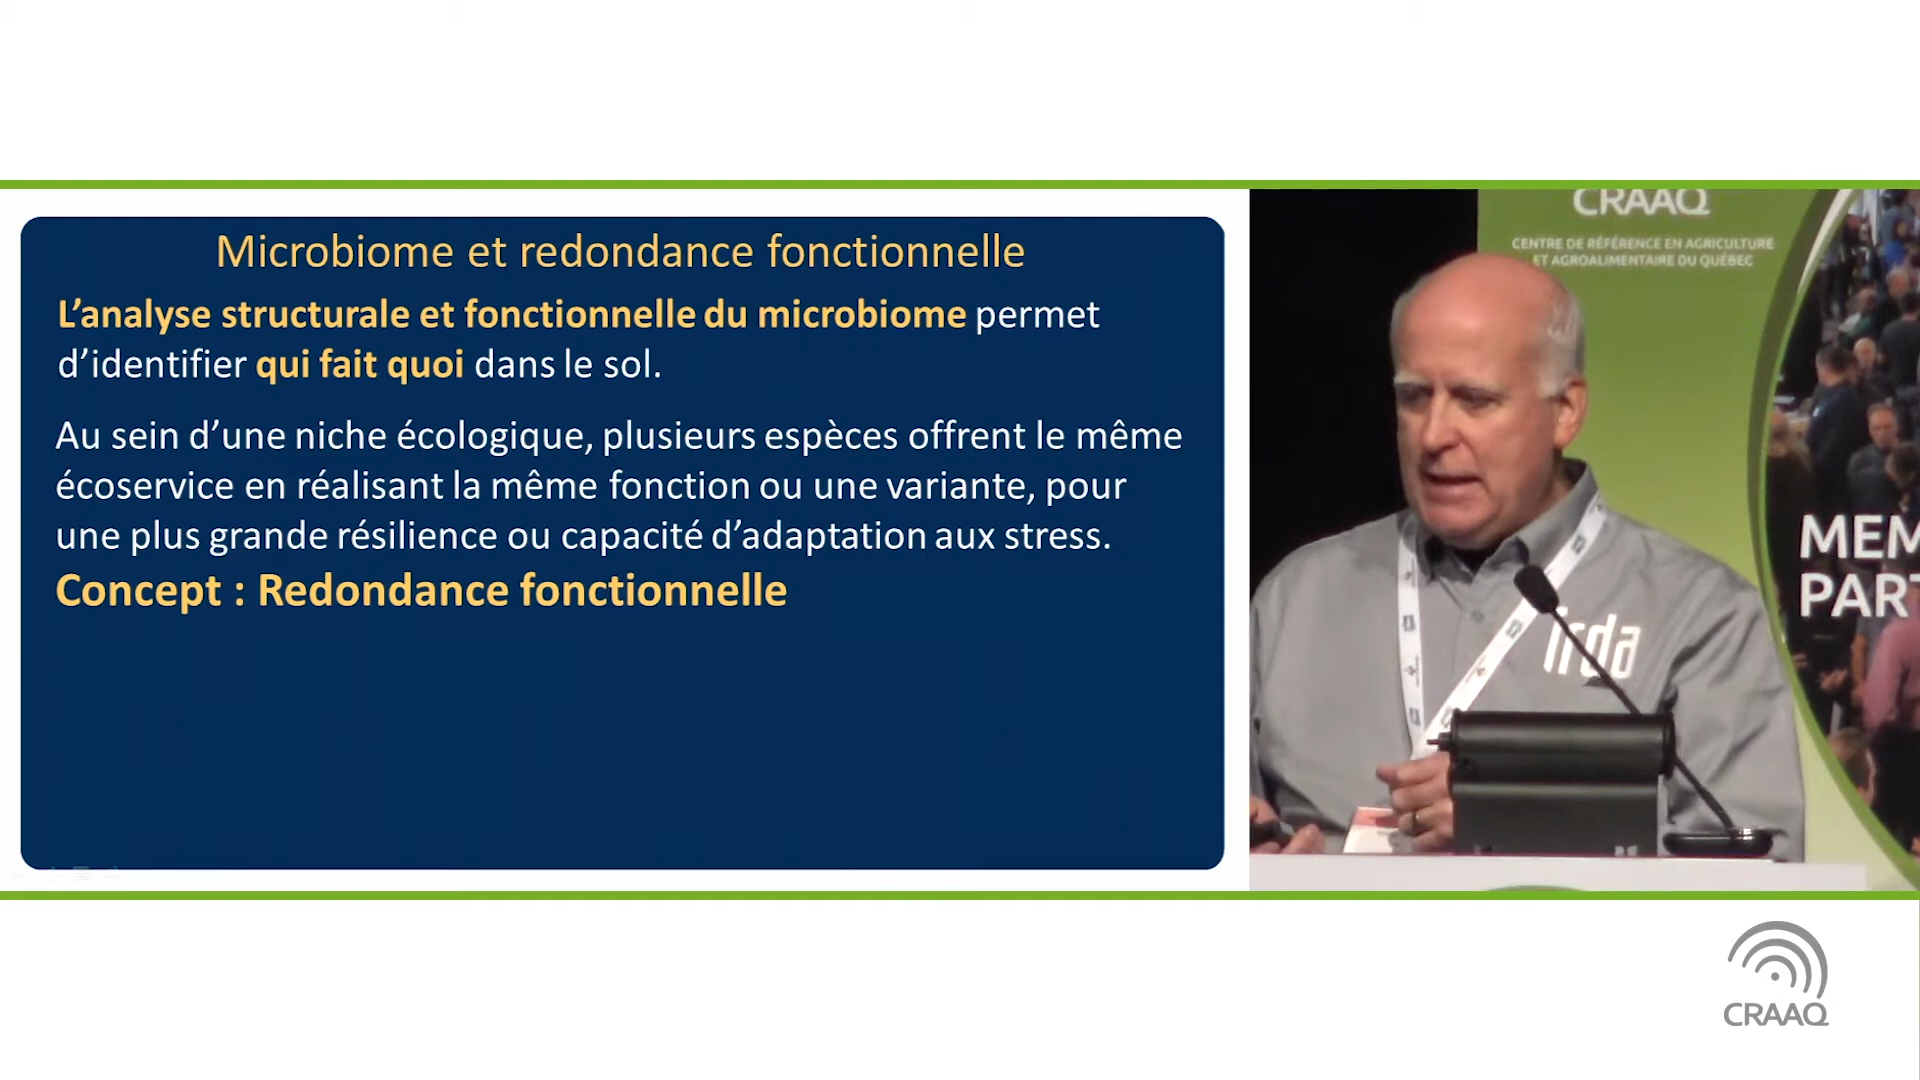 Microbiome et redondance fonctionnelle
L’analyse structurale et fonctionnelle du microbiome permet
d’identifier qui fait quoi dans le sol.
Au sein d’une niche écologique, plusieurs espèces offrent le même
écoservice en réalisant la même fonction ou une variante, pour
une plus grande résilience ou capacité d’adaptation aux stress.
Concept : Redondance fonctionnelle
CRAAQ
CENTRE DE RÉFÉRENCE EN AGRICULTURE
ET AGROALIMENTAIRE DU QUÉBEC
MEM
PAR
irda
CRAAQ